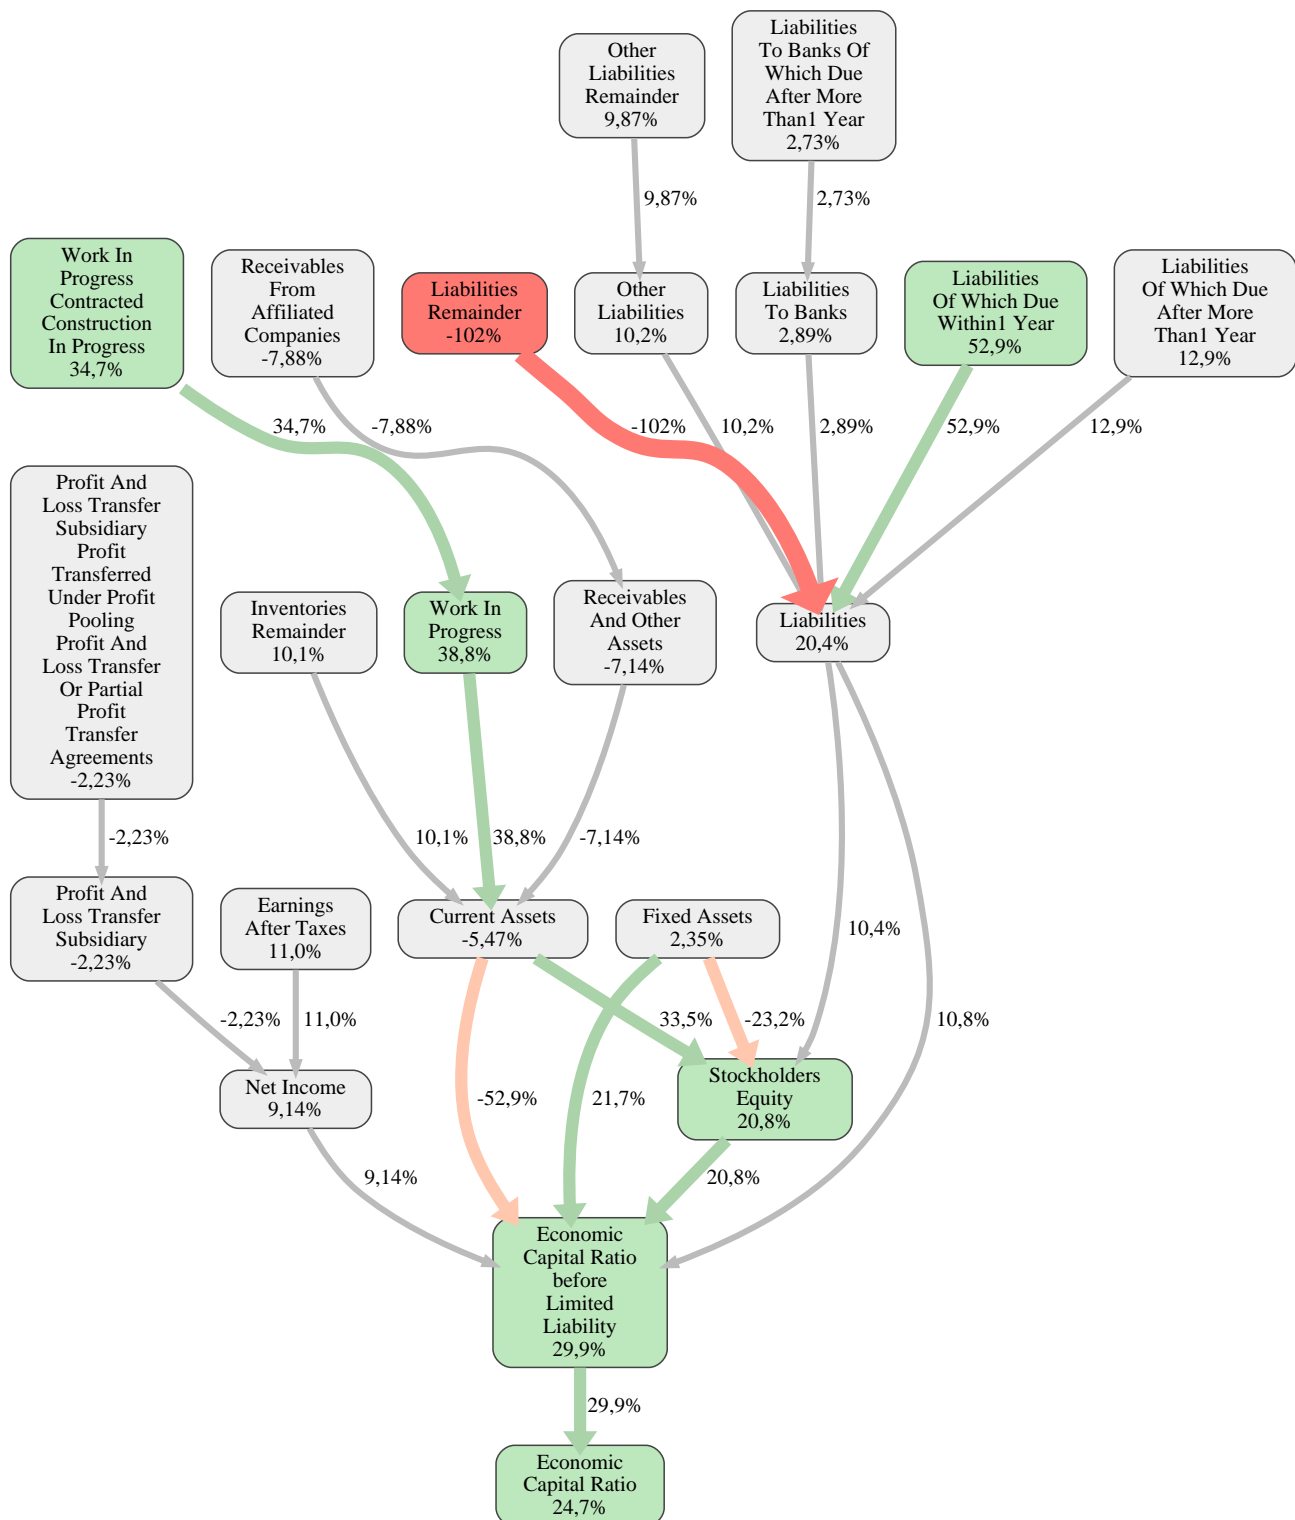 Other
Liabilities
Remainder
9,87%
Liabilities
To Banks Of
Which Due
After More
Than1 Year
2,73%
9,87%
2,73%
Work In
Progress
Contracted
Construction
In Progress
34,7%
Receivables
From
Affiliated
Companies
-7,88%
Liabilities
Remainder
-102%
Other
Liabilities
10,2%
Liabilities
To Banks
2,89%
Liabilities
Of Which Due
Within1 Year
52,9%
Liabilities
Of Which Due
After More
Than1 Year
12,9%
34,7%
-7,88%
-102%
10,2%
2,89%
52,9%
12,9%
Profit And
Loss Transfer
Subsidiary
Profit
Transferred
Under Profit
Pooling
Profit And
Loss Transfer
Or Partial
Profit
Transfer
Agreements
-2,23%
Inventories
Remainder
10,1%
Work In
Progress
38,8%
Receivables
And Other
Assets
-7,14%
Liabilities
20,4%
-2,23%
10,1%
38,8%
-7,14%
Profit And
Loss Transfer
Subsidiary
-2,23%
Earnings
After Taxes
11,0%
Current Assets
-5,47%
Fixed Assets
2,35%
10,4%
-2,23%
11,0%
33,5%
-23,2%
10,8%
Net Income
9,14%
-52,9%
21,7%
Stockholders
Equity
20,8%
9,14%
20,8%
Economic
Capital Ratio
before
Limited
Liability
29,9%
29,9%
Economic
Capital Ratio
24,7%